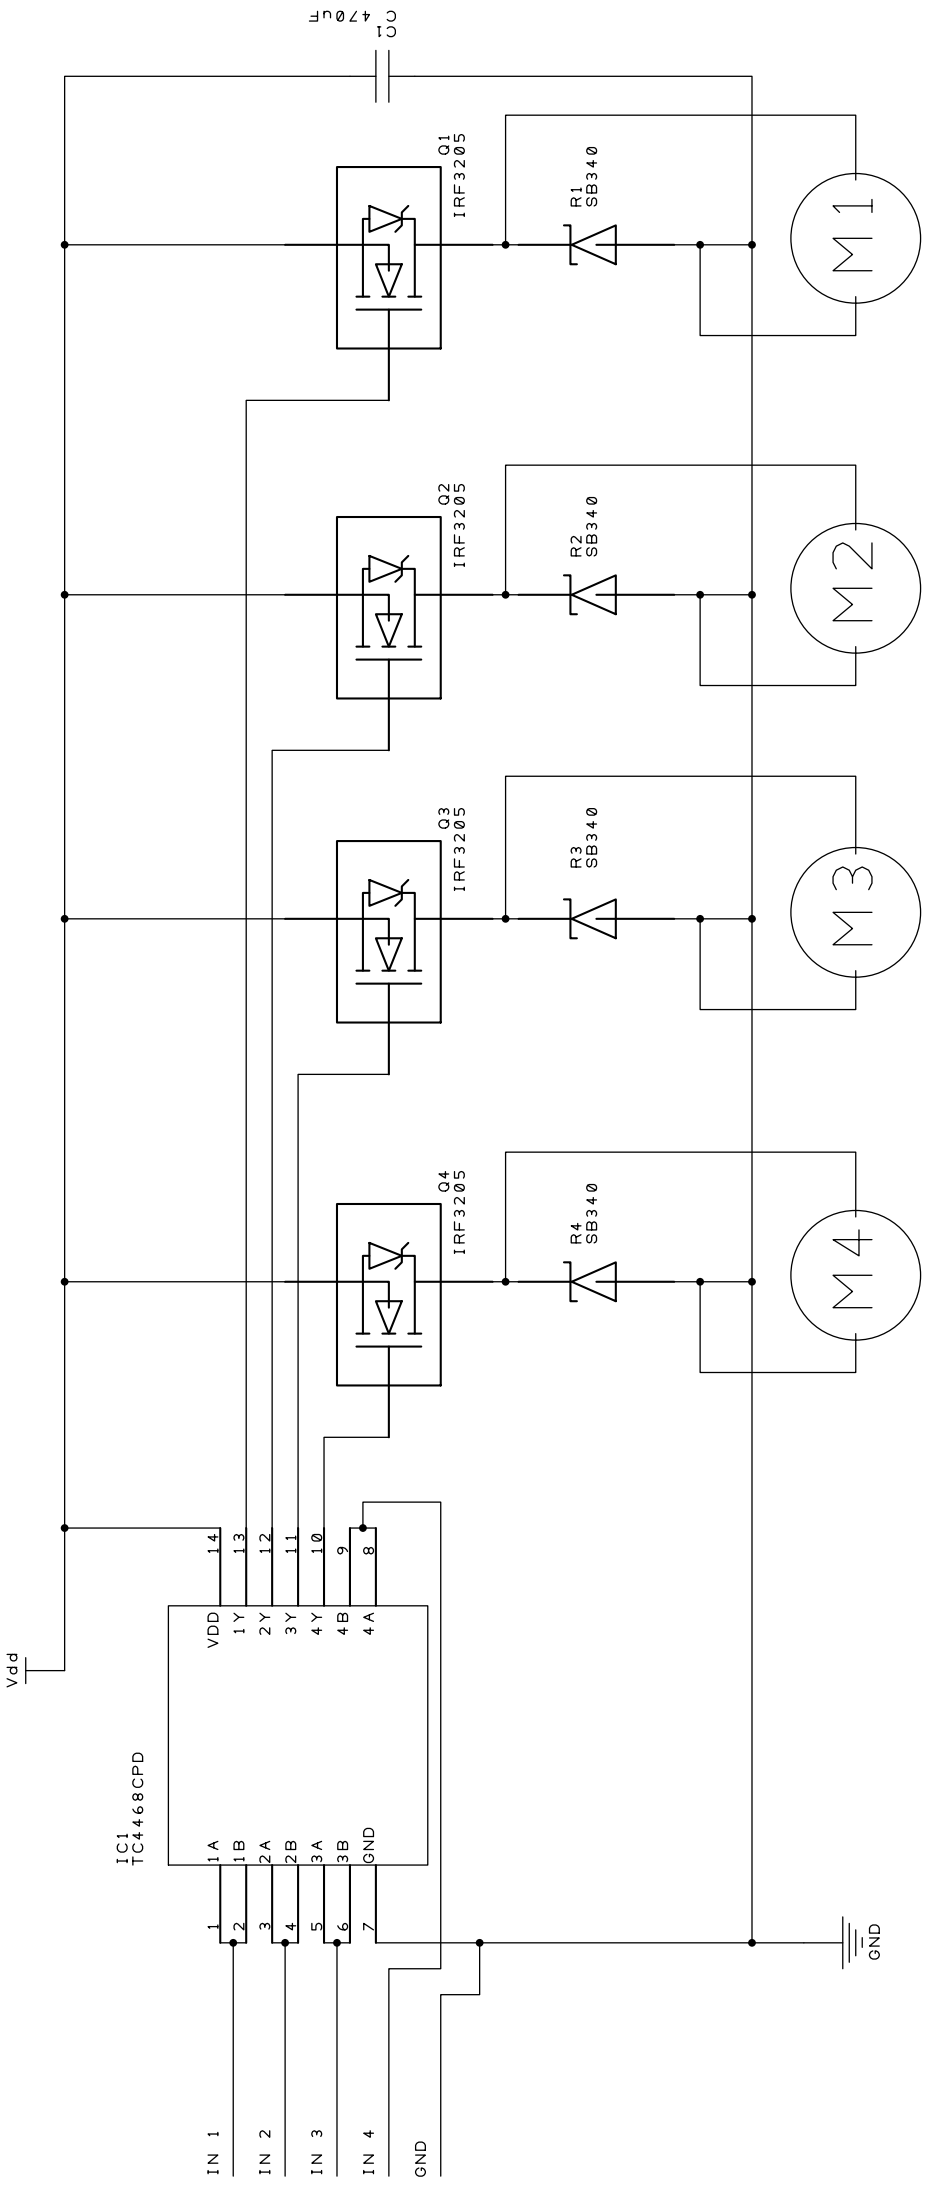 C1
C 470uF
Q1
IRF3205
R1
SB340
M1
Q2
IRF3205
R2
SB340
M2
Q3
IRF3205
R3
SB340
M3
Q4
IRF3205
R4
SB340
M4
Vdd
IC1
TC4468CPD
14 VDD
13 1Y
12 2Y
11 3Y
10 4Y
9 4B
8 4A
1 1A
2 1B
3 2A
4 2B
5 3A
6 3B
7 GND
GND
IN 1
IN 2
IN 3
IN 4
GND